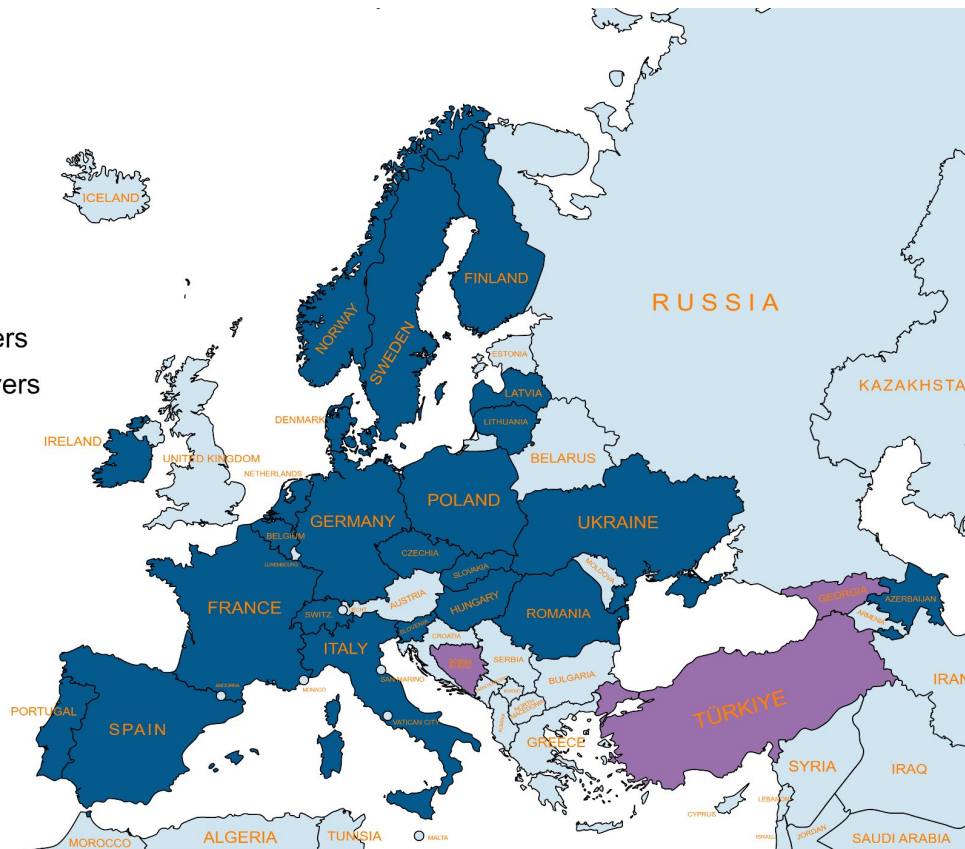 ICELAND
FINLAND
RUSSIA
NORWAY
SWEDEN
ers
ESTONIA
vers
KAZAKHSTA
LATVIA
DENMARK
LITHUANIA
IRELAND
UNITED KINGDOM
BELARUS
NETHERLANDS
POLAND
GERMANY
UKRAINE
BELGIUM
CZECHIA
LUXEMBOURG
SLOVAKIA
MOLDOVA
AUSTRIA
HUNGARY
GEORGIA
AZERBAIJAN
FRANCE
SWITZ.
ROMANIA
ARMENIA
SLOVENIA
CROATIA
ITALY
SERBIA
SAN MARINO
BULGARIA
IRAN
ANDORRA
MONACO
NORTH
MACEDONIA
PORTUGAL
SPAIN
VATICAN CITY
TÜRKIYE
GREECE
SYRIA
IRAQ
LEBANON
CYPRUS
MOROCCO
ALGERIA
TUNISIA
MALTA
ISRAEL
JORDAN
SAUDI ARABIA